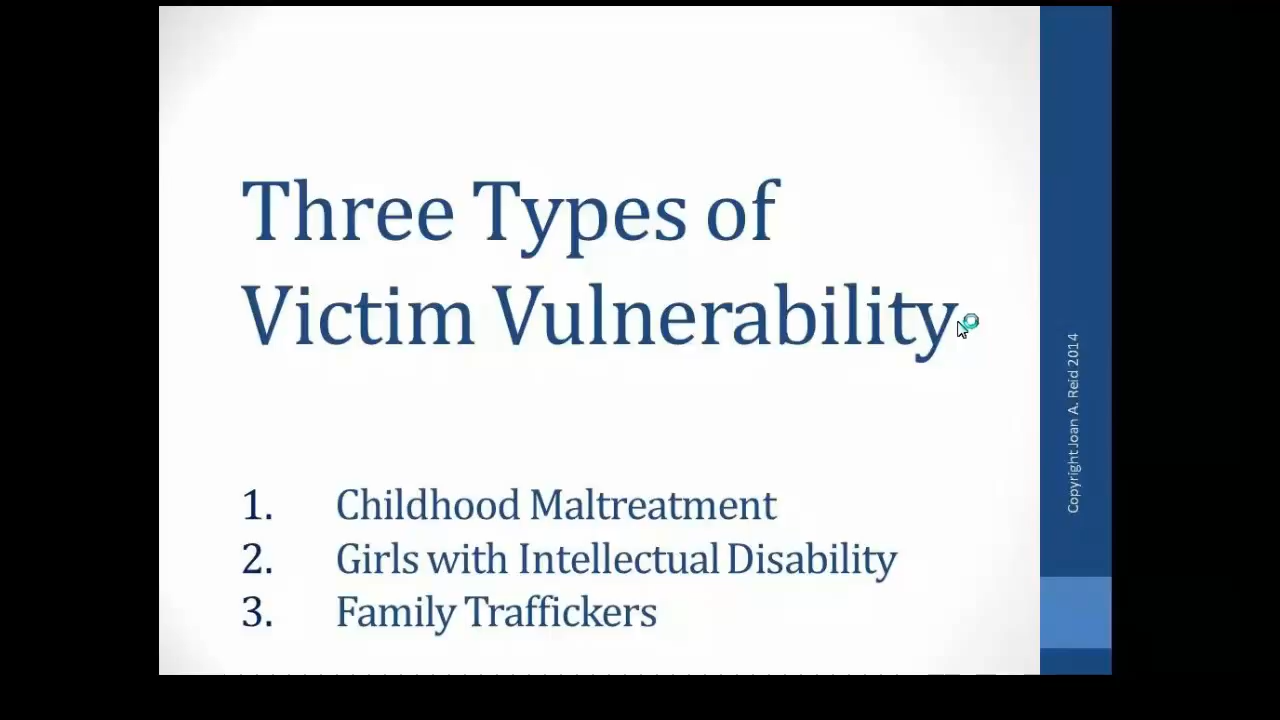 Three Types of
Victim Vulnerability
1. Childhood Maltreatment
2. Girls with Intellectual Disability
3. Family Traffickers
Copyright Joan A. Reid 2014